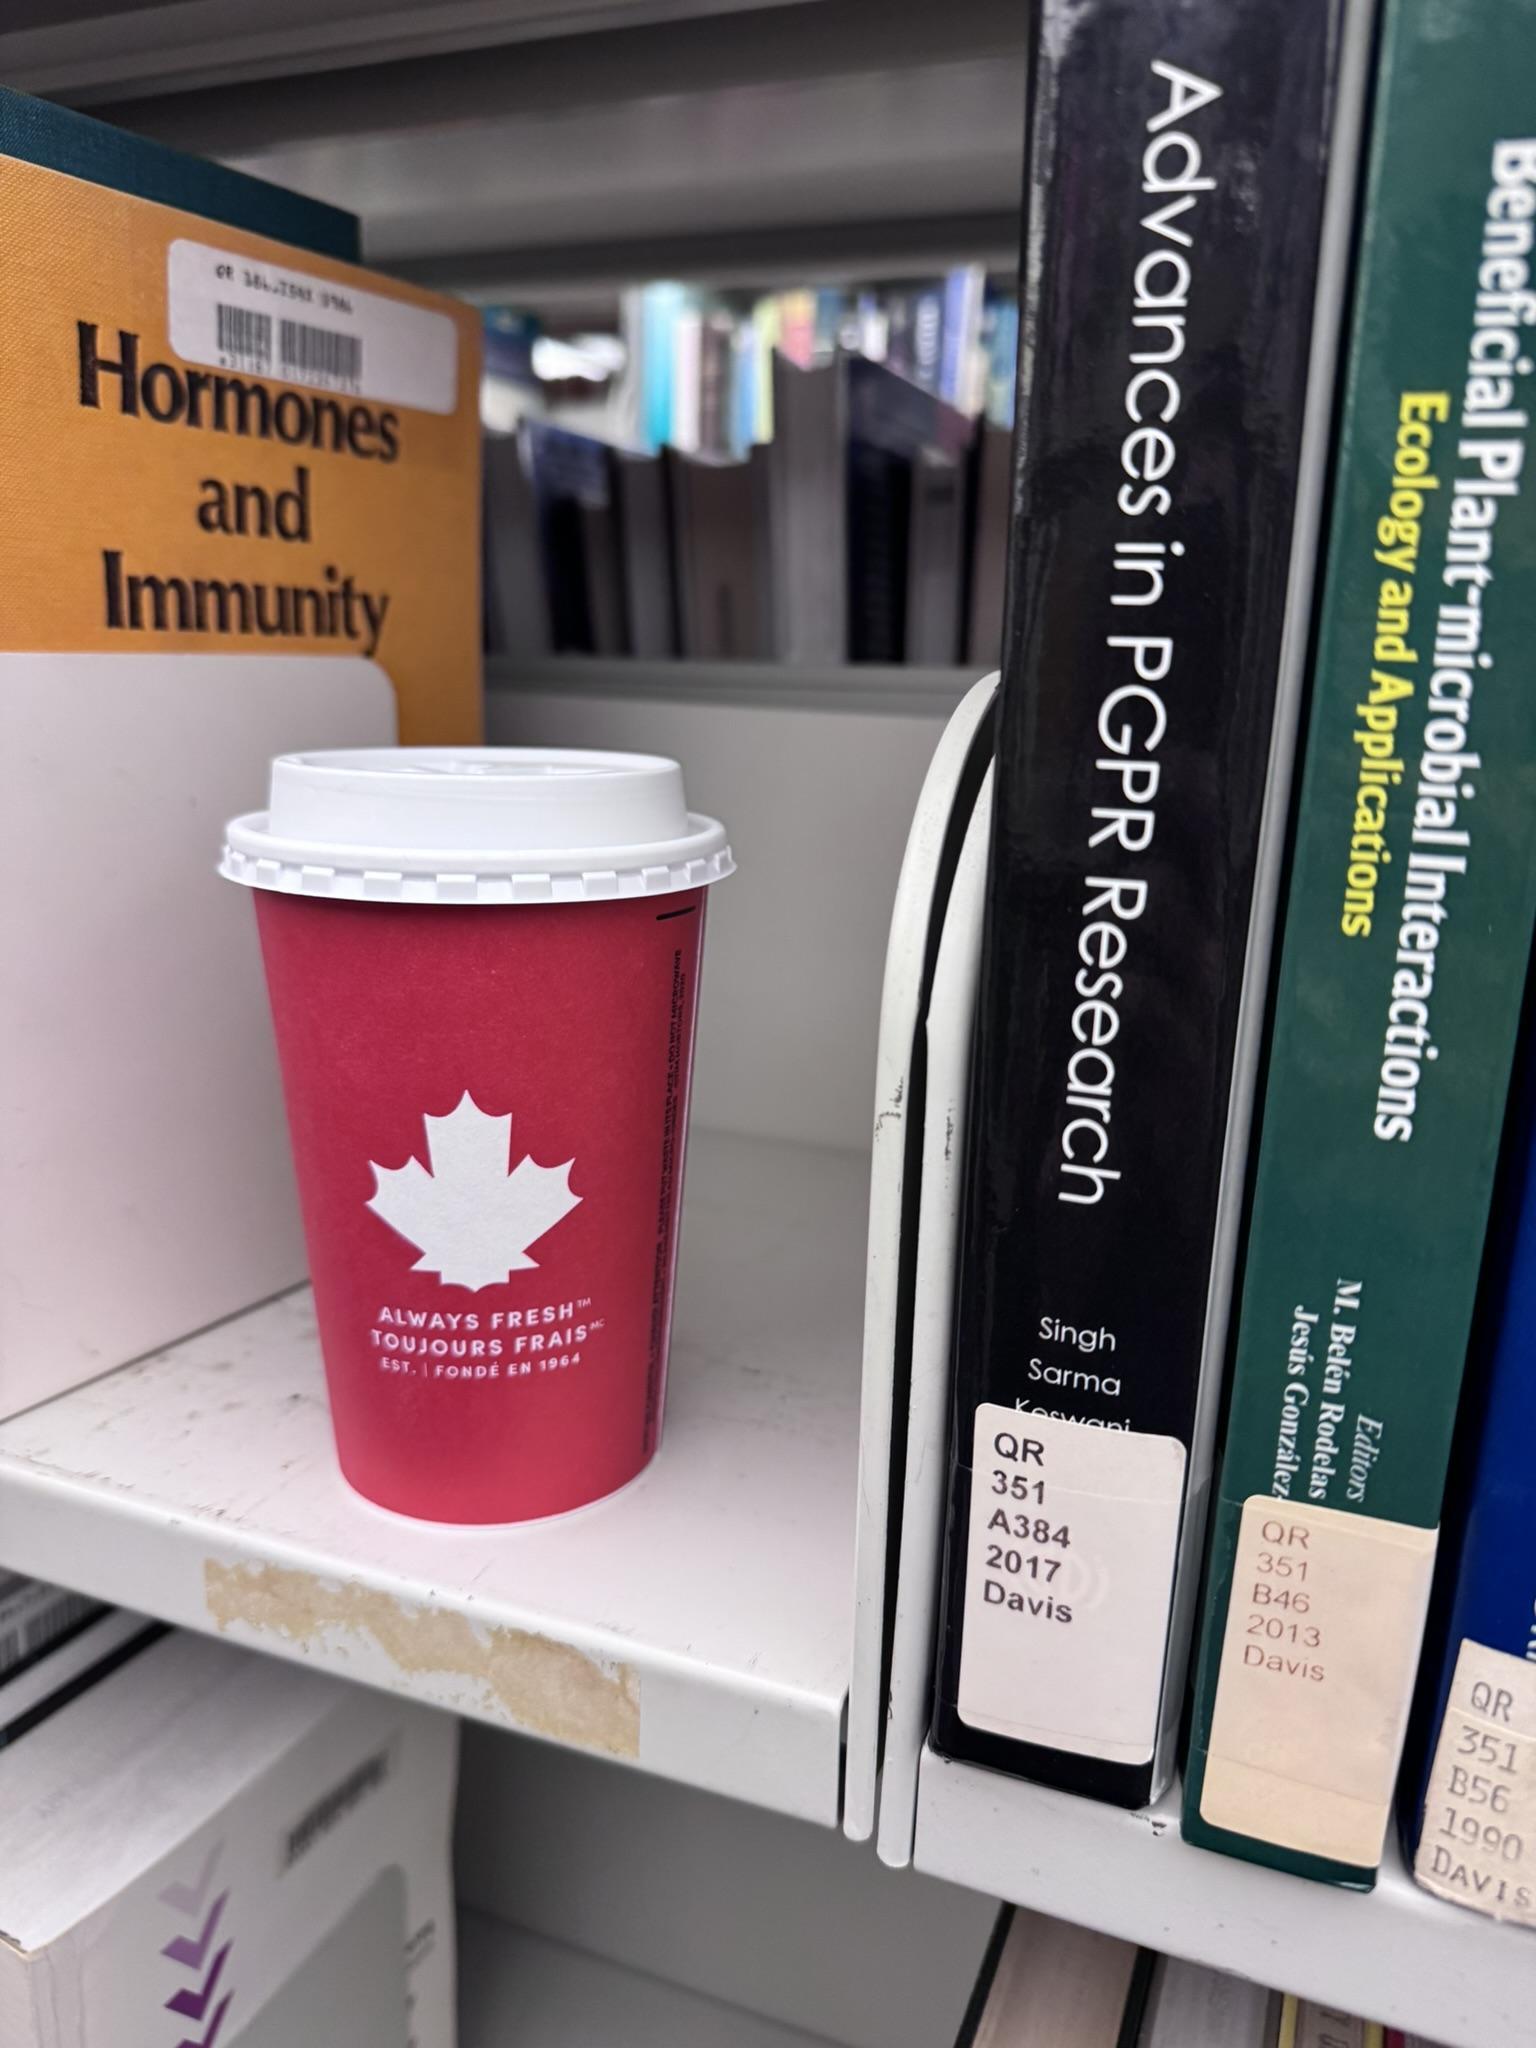 Hormones
and
Immunity
ALWAYS FRESH™
TOUJOURS FRAIS MC
EST. | FONDÉ EN 1964
Advances in PGPR Research
Singh
Sarma
Keswani
QR
351
A384
2017
Davis
Beneficial Plant-microbial Interactions
Ecology and Applications
Editors
M. Belén Rodelas
Jesús González-
QR
351
B46
2013
Davis
QR
351
B56
1990
DAVIS